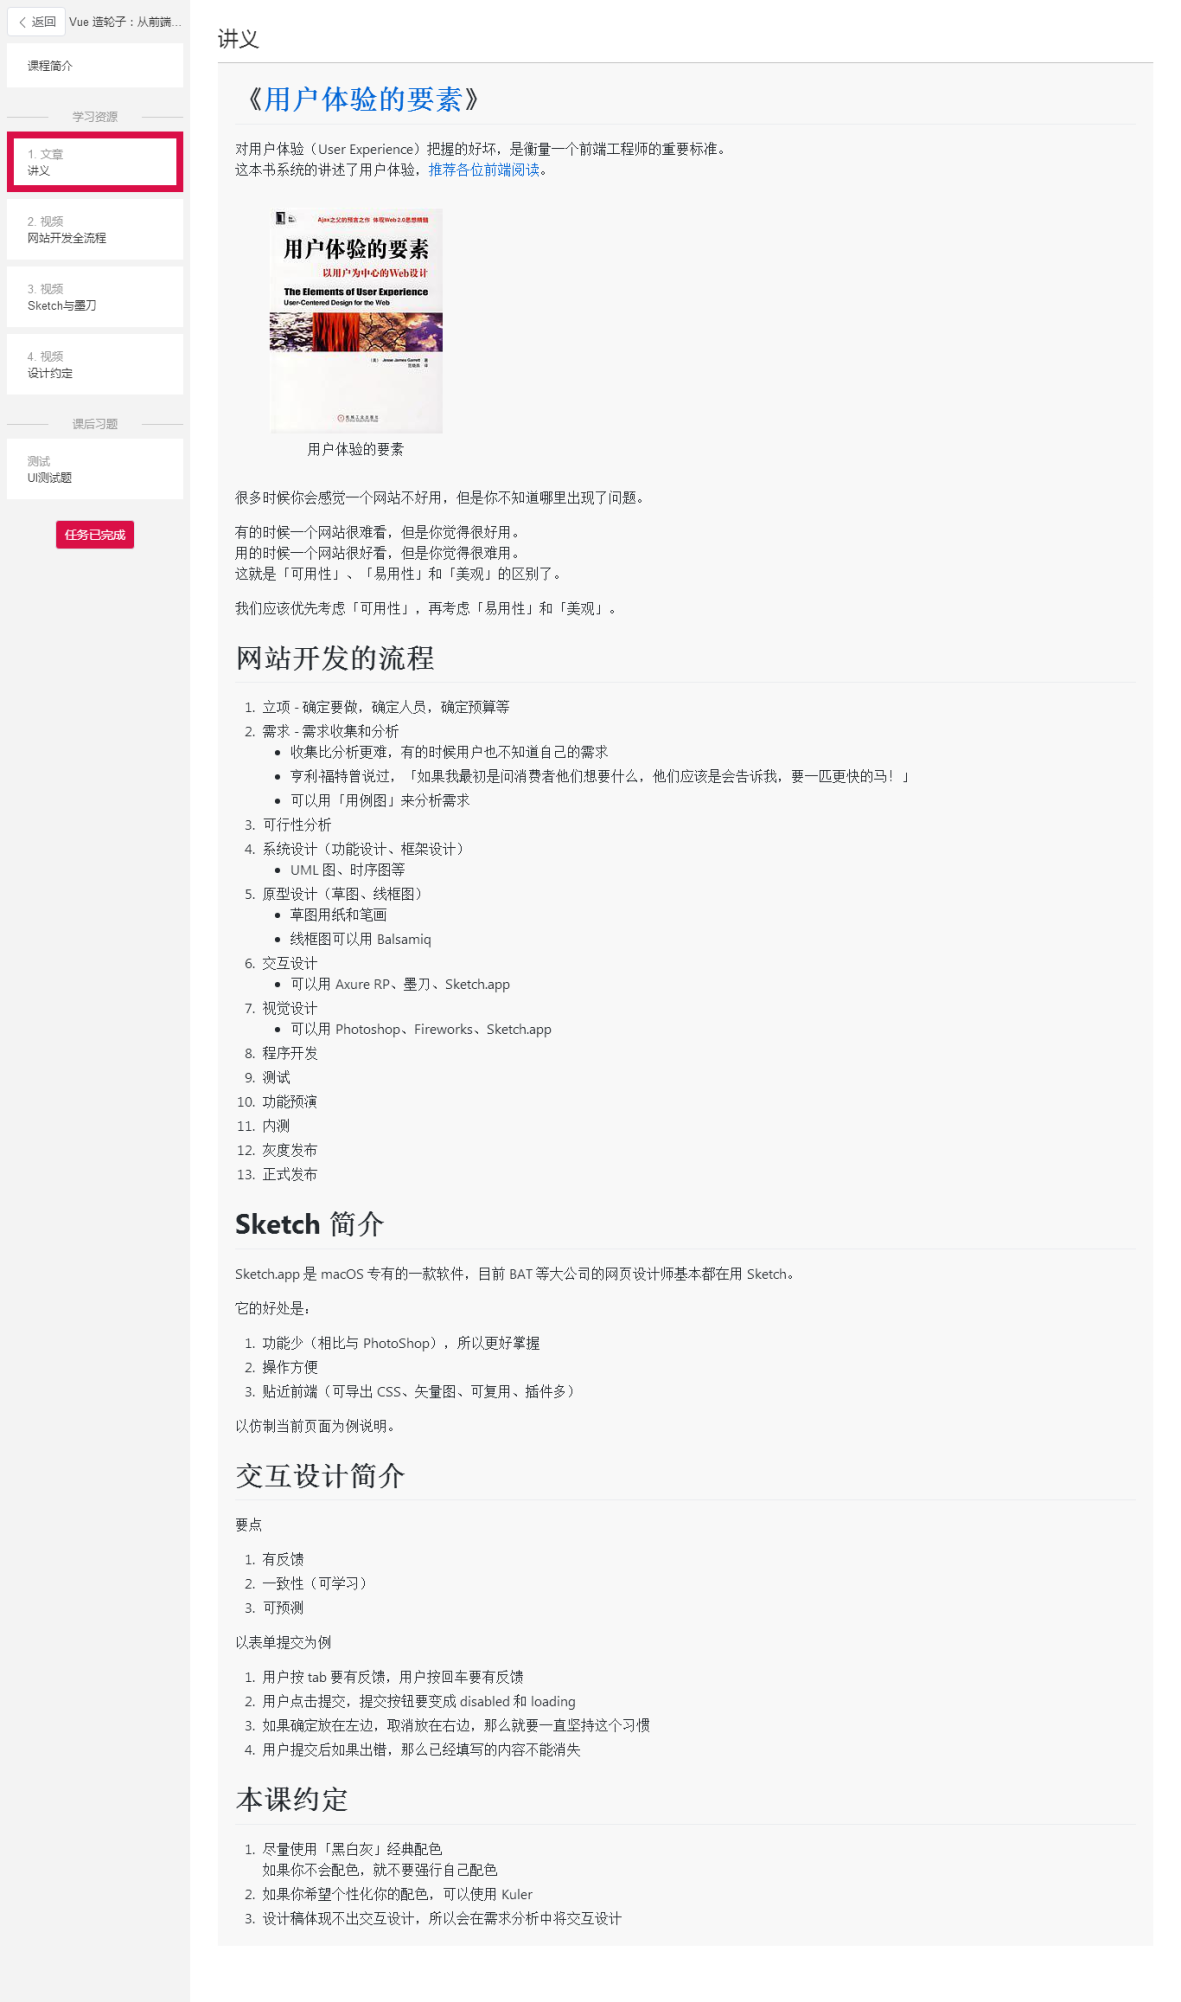 返回
Vue 造轮子：从前端...
课程简介
学习资源
1. 文章
讲义
2. 视频
网站开发全流程
3. 视频
Sketch与墨刀
4. 视频
设计约定
课后习题
测试
UI测试题
任务已完成
讲义
《用户体验的要素》
对用户体验（User Experience）把握的好坏，是衡量一个前端工程师的重要标准。
这本书系统的讲述了用户体验，推荐各位前端阅读。
Ajax之父的预言之作 体现Web 2.0思想精髓
用户体验的要素
以用户为中心的Web设计
The Elements of User Experience
User-Centered Design for the Web
（美） Jesse James Garrett 著
范晓燕 译
机械工业出版社
用户体验的要素
很多时候你会感觉一个网站不好用，但是你不知道哪里出现了问题。
有的时候一个网站很难看，但是你觉得很好用。
用的时候一个网站很好看，但是你觉得很难用。
这就是「可用性」、「易用性」和「美观」的区别了。
我们应该优先考虑「可用性」，再考虑「易用性」和「美观」。
网站开发的流程
1. 立项 - 确定要做，确定人员，确定预算等
2. 需求 - 需求收集和分析
• 收集比分析更难，有的时候用户也不知道自己的需求
• 亨利·福特曾说过，「如果我最初是问消费者他们想要什么，他们应该是会告诉我，要一匹更快的马！」
• 可以用「用例图」来分析需求
3. 可行性分析
4. 系统设计（功能设计、框架设计）
• UML 图、时序图等
5. 原型设计（草图、线框图）
• 草图用纸和笔画
• 线框图可以用 Balsamiq
6. 交互设计
• 可以用 Axure RP、墨刀、Sketch.app
7. 视觉设计
• 可以用 Photoshop、Fireworks、Sketch.app
8. 程序开发
9. 测试
10. 功能预演
11. 内测
12. 灰度发布
13. 正式发布
Sketch 简介
Sketch.app 是 macOS 专有的一款软件，目前 BAT 等大公司的网页设计师基本都在用 Sketch。
它的好处是：
1. 功能少（相比与 PhotoShop），所以更好掌握
2. 操作方便
3. 贴近前端（可导出 CSS、矢量图、可复用、插件多）
以仿制当前页面为例说明。
交互设计简介
要点
1. 有反馈
2. 一致性（可学习）
3. 可预测
以表单提交为例
1. 用户按 tab 要有反馈，用户按回车要有反馈
2. 用户点击提交，提交按钮要变成 disabled 和 loading
3. 如果确定放在左边，取消放在右边，那么就要一直坚持这个习惯
4. 用户提交后如果出错，那么已经填写的内容不能消失
本课约定
1. 尽量使用「黑白灰」经典配色
如果你不会配色，就不要强行自己配色
2. 如果你希望个性化你的配色，可以使用 Kuler
3. 设计稿体现不出交互设计，所以会在需求分析中将交互设计